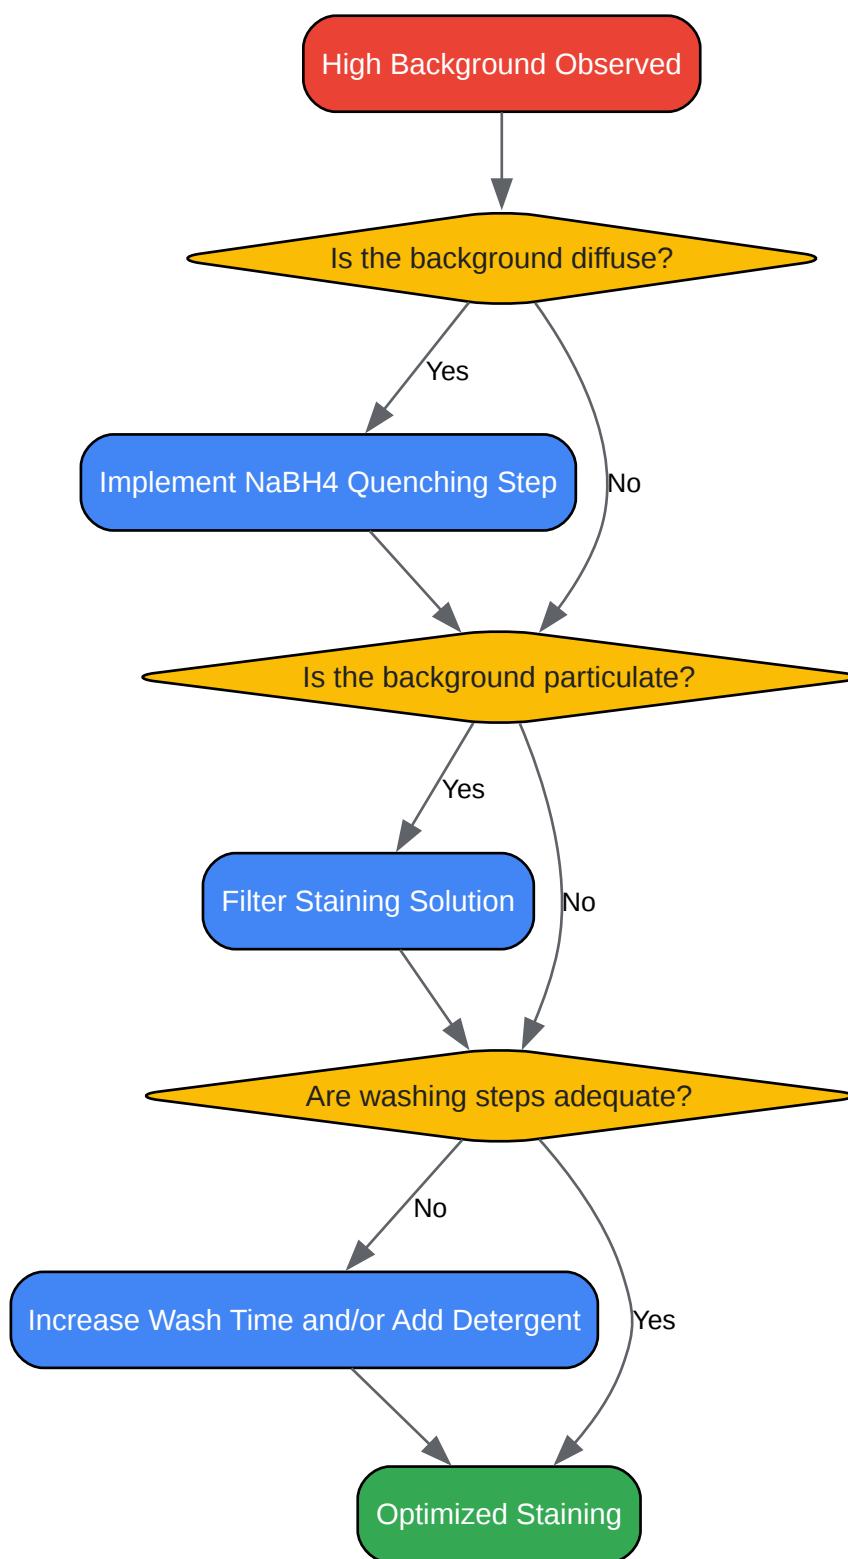 High Background Observed
Is the background diffuse?
Yes
Implement NaBH4 Quenching Step
No
Is the background particulate?
Yes
Filter Staining Solution
No
Are washing steps adequate?
No
Increase Wash Time and/or Add Detergent
Yes
Optimized Staining